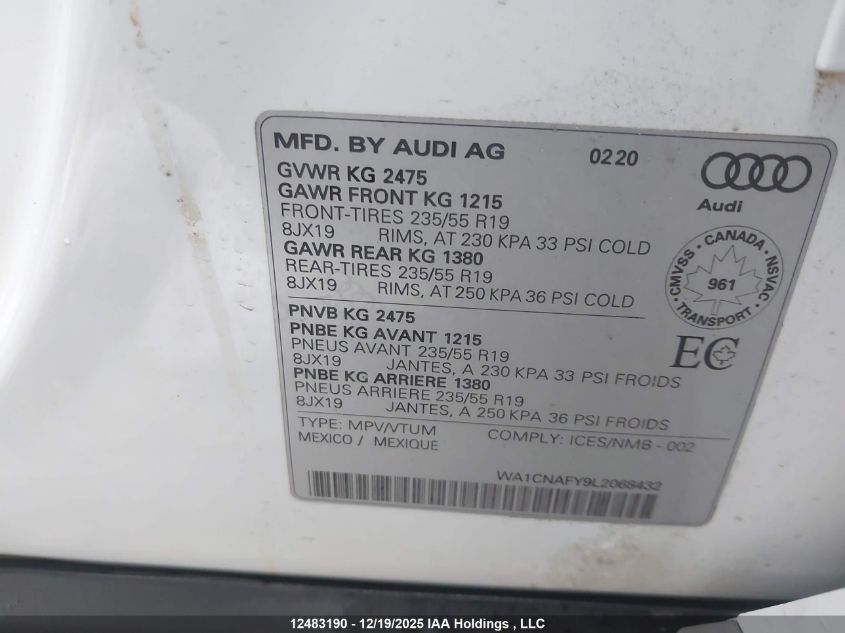 MFD. BY AUDI AG 0220
GVWR KG 2475
GAWR FRONT KG 1215
FRONT-TIRES 235/55 R19
8JX19 RIMS, AT 230 KPA 33 PSI COLD
GAWR REAR KG 1380
REAR-TIRES 235/55 R19
8JX19 RIMS, AT 250 KPA 36 PSI COLD
Audi
CMVSS · CANADA · NSVAC
961
TRANSPORT
PNVB KG 2475
PNBE KG AVANT 1215
PNEUS AVANT 235/55 R19
8JX19 JANTES, A 230 KPA 33 PSI FROIDS
PNBE KG ARRIERE 1380
PNEUS ARRIERE 235/55 R19
8JX19 JANTES, A 250 KPA 36 PSI FROIDS
EC
TYPE: MPV/VTUM COMPLY: ICES/NMB - 002
MEXICO / MEXIQUE
WA1CNAFY9L2068432
12483190 - 12/19/2025 IAA Holdings , LLC